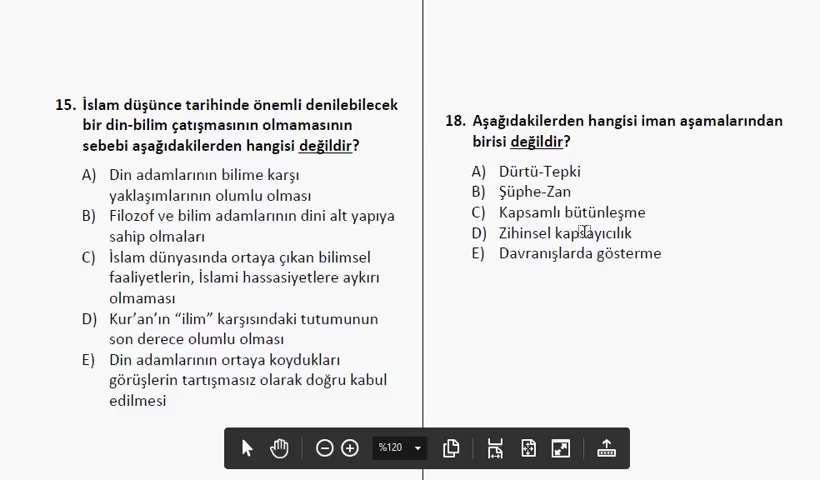 15. İslam düşünce tarihinde önemli denilebilecek
bir din-bilim çatışmasının olmamasının
sebebi aşağıdakilerden hangisi değildir?
A) Din adamlarının bilime karşı
yaklaşımlarının olumlu olması
B) Filozof ve bilim adamlarının dini alt yapıya
sahip olmaları
C) İslam dünyasında ortaya çıkan bilimsel
faaliyetlerin, İslami hassasiyetlere aykırı
olmaması
D) Kur’an’ın “ilim” karşısındaki tutumunun
son derece olumlu olması
E) Din adamlarının ortaya koydukları
görüşlerin tartışmasız olarak doğru kabul
edilmesi
18. Aşağıdakilerden hangisi iman aşamalarından
birisi değildir?
A) Dürtü-Tepki
B) Şüphe-Zan
C) Kapsamlı bütünleşme
D) Zihinsel kapsayıcılık
E) Davranışlarda gösterme
%120